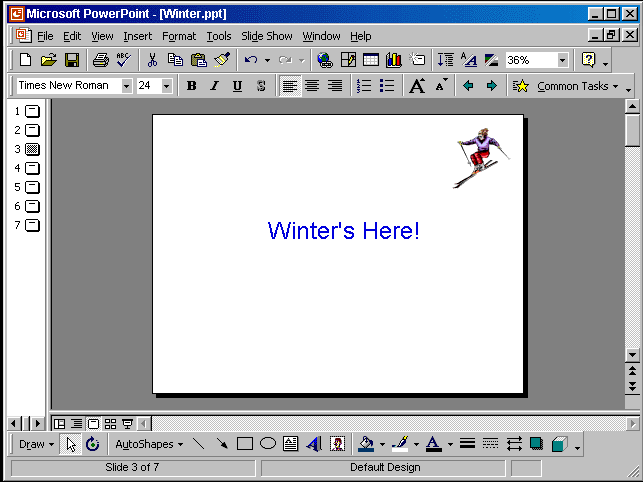 Microsoft PowerPoint - [Winter.ppt]
File Edit View Insert Format Tools Slide Show Window Help
ABC 36% ?
Times New Roman 24 B I U S A A Common Tasks
1
2
3
4
5
6
7
Winter's Here!
Draw AutoShapes A A
Slide 3 of 7 Default Design